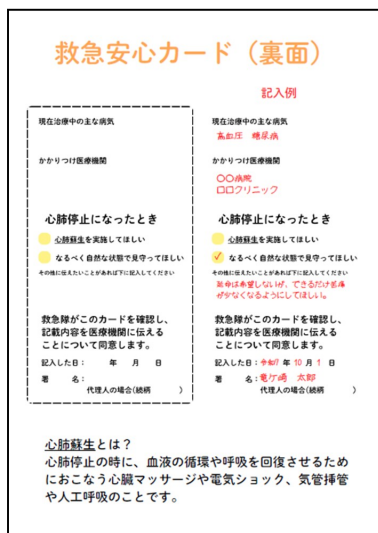 救急安心カード（裏面）
記入例
現在治療中の主な病気
かかりつけ医療機関
心肺停止になったとき
心肺蘇生を実施してほしい
なるべく自然な状態で見守ってほしい
その他に伝えたいことがあれば下に記入してください
救急隊がこのカードを確認し、
記載内容を医療機関に伝える
ことについて同意します。
記入した日： 年 月 日
署 名：
代理人の場合(続柄 )
現在治療中の主な病気
高血圧 糖尿病
かかりつけ医療機関
〇〇病院
口口クリニック
心肺停止になったとき
心肺蘇生を実施してほしい
✓ なるべく自然な状態で見守ってほしい
その他に伝えたいことがあれば下に記入してください
延命は希望しないが、できるだけ苦痛
が少なくなるようにしてほしい。
救急隊がこのカードを確認し、
記載内容を医療機関に伝える
ことについて同意します。
記入した日：令和7 年 10 月 1 日
署 名：竜ケ崎 太郎
代理人の場合(続柄 )
心肺蘇生とは？
心肺停止の時に、血液の循環や呼吸を回復させるため
におこなう心臓マッサージや電気ショック、気管挿管
や人工呼吸のことです。